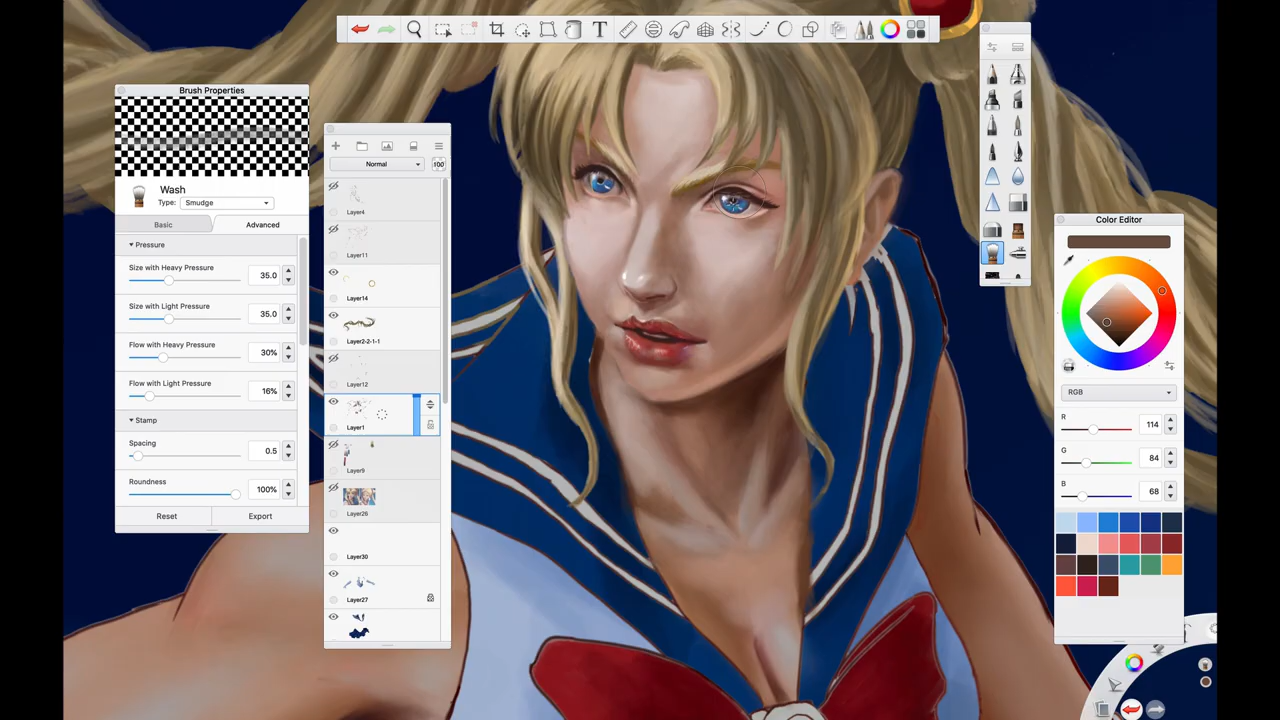 T
Brush Properties
Wash
Type: Smudge
Basic
Advanced
Pressure
Size with Heavy Pressure
35.0
Size with Light Pressure
35.0
Flow with Heavy Pressure
30%
Flow with Light Pressure
16%
Stamp
Spacing
0.5
Roundness
100%
Reset
Export
Normal
100
Layer4
Layer11
Layer14
Layer2-2-1-1
Layer12
Layer1
Layer9
Layer26
Layer30
Layer27
Color Editor
RGB
R
114
G
84
B
68